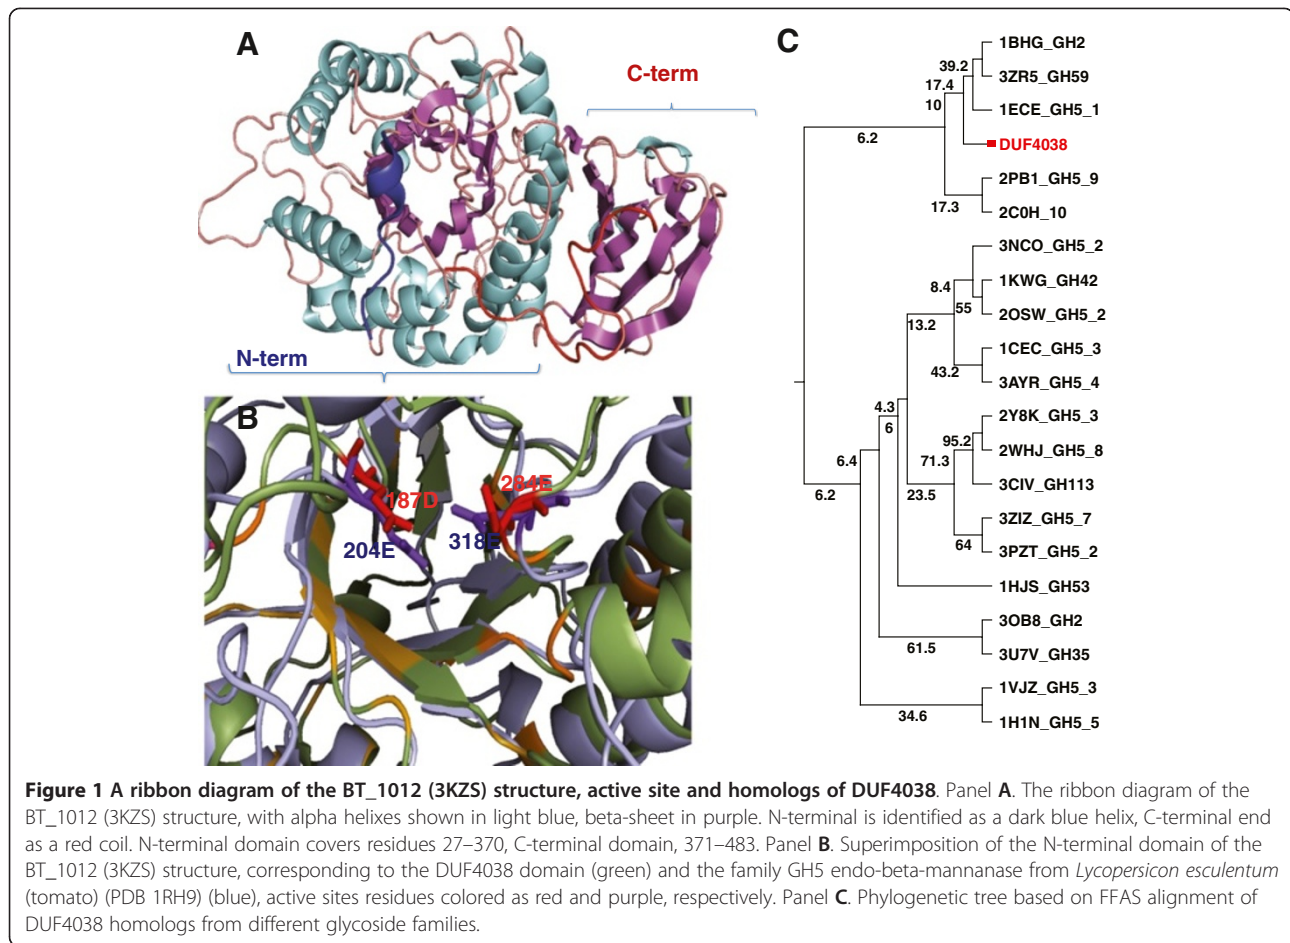 A
C-term
N-term
B
187D
284E
204E
318E
C
1BHG_GH2
39.2
3ZR5_GH59
17.4
10
1ECE_GH5_1
6.2
DUF4038
2PB1_GH5_9
17.3
2C0H_10
3NCO_GH5_2
8.4
1KWG_GH42
55
2OSW_GH5_2
13.2
1CEC_GH5_3
43.2
3AYR_GH5_4
4.3
6
2Y8K_GH5_3
95.2
2WHJ_GH5_8
6.4
71.3
3CIV_GH113
6.2
23.5
3ZIZ_GH5_7
64
3PZT_GH5_2
1HJS_GH53
3OB8_GH2
61.5
3U7V_GH35
1VJZ_GH5_3
34.6
1H1N_GH5_5
Figure 1 A ribbon diagram of the BT_1012 (3KZS) structure, active site and homologs of DUF4038. Panel A. The ribbon diagram of the
BT_1012 (3KZS) structure, with alpha helixes shown in light blue, beta-sheet in purple. N-terminal is identified as a dark blue helix, C-terminal end
as a red coil. N-terminal domain covers residues 27–370, C-terminal domain, 371–483. Panel B. Superimposition of the N-terminal domain of the
BT_1012 (3KZS) structure, corresponding to the DUF4038 domain (green) and the family GH5 endo-beta-mannanase from Lycopersicon esculentum
(tomato) (PDB 1RH9) (blue), active sites residues colored as red and purple, respectively. Panel C. Phylogenetic tree based on FFAS alignment of
DUF4038 homologs from different glycoside families.